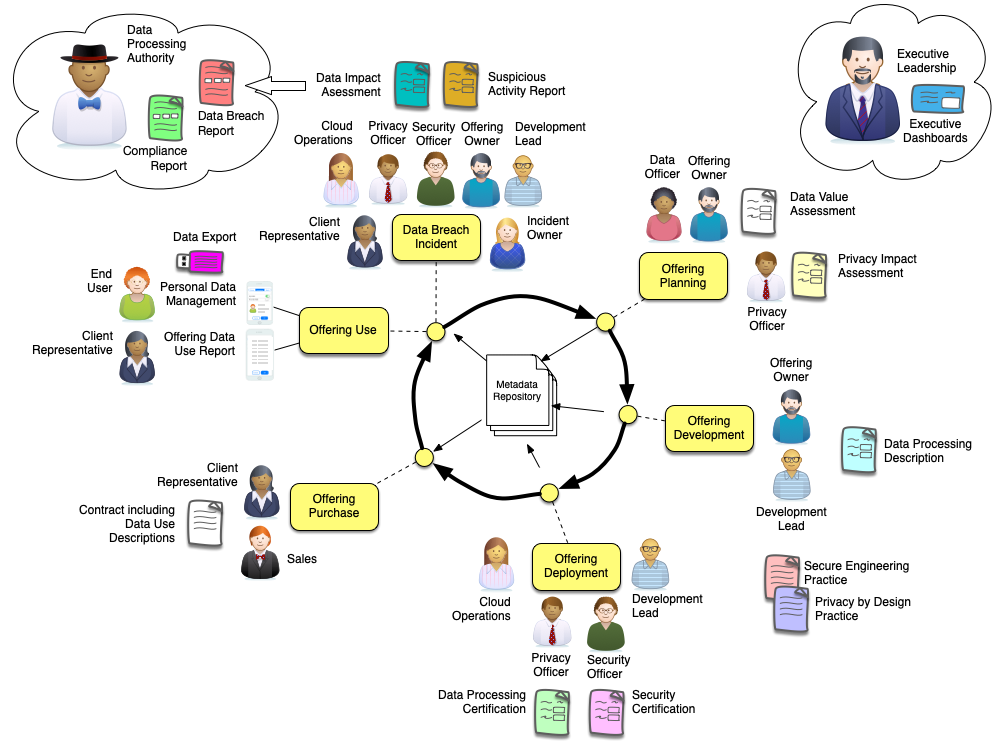 Data
Processing
Authority
Data Breach
Report
Compliance
Report
Data Impact
Asessment
Suspicious
Activity Report
Executive
Leadership
Executive
Dashboards
Cloud
Operations
Privacy
Officer
Security
Officer
Offering
Owner
Development
Lead
Client
Representative
Data Breach
Incident
Incident
Owner
Data
Officer
Offering
Owner
Data Value
Assessment
Offering
Planning
Privacy Impact
Assessment
Privacy
Officer
Data Export
End
User
Personal Data
Management
Offering Use
Client
Representative
Offering Data
Use Report
Metadata
Repository
Offering
Owner
Offering
Development
Data Processing
Description
Development
Lead
Client
Representative
Offering
Purchase
Contract including
Data Use
Descriptions
Sales
Offering
Deployment
Cloud
Operations
Development
Lead
Privacy
Officer
Security
Officer
Secure Engineering
Practice
Privacy by Design
Practice
Data Processing
Certification
Security
Certification